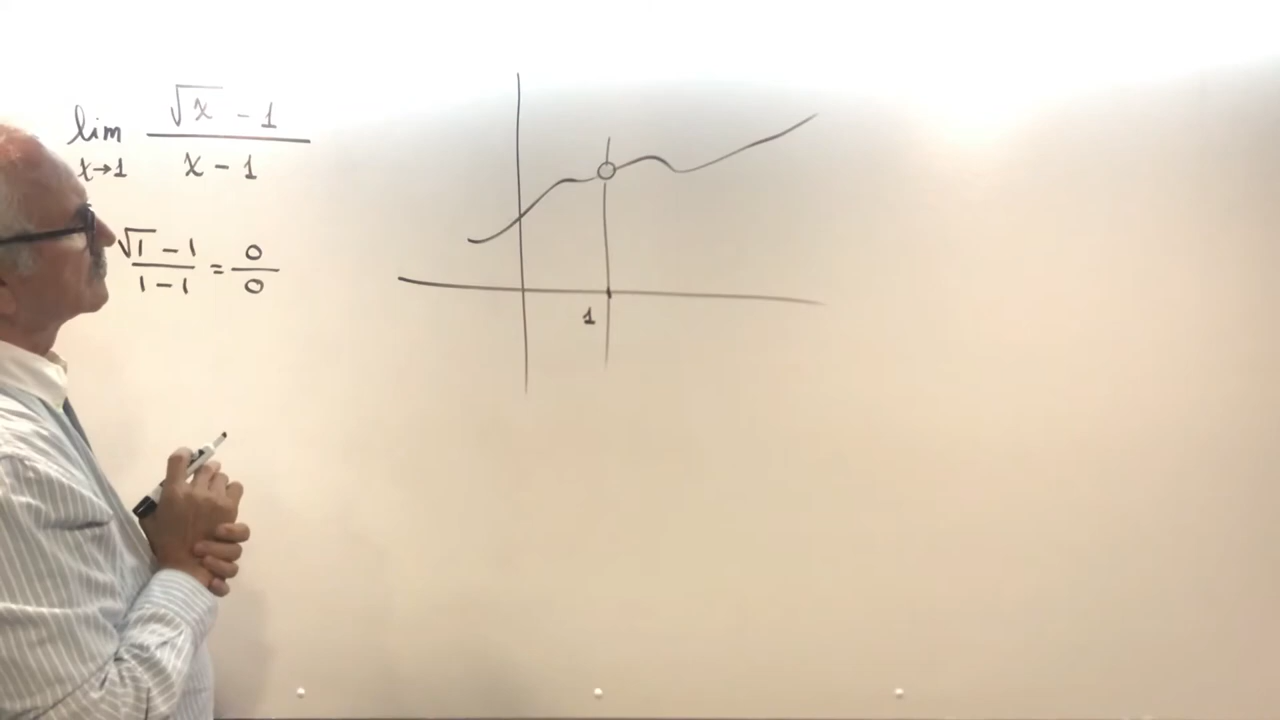 lim x→1 (√x - 1)/(x - 1)
(√1 - 1)/(1 - 1) = 0/0
1